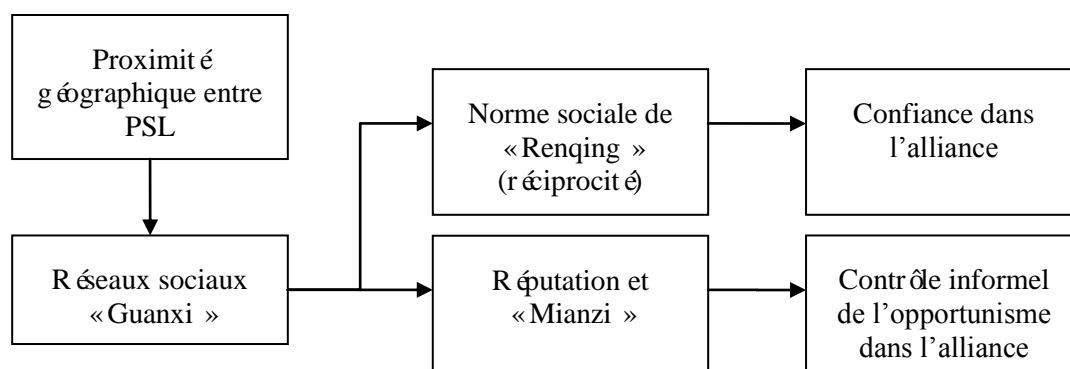 Proximité
géographique entre
PSL
Norme sociale de
« Renqing »
(réciprocité)
Confiance dans
l’alliance
Réseaux sociaux
« Guanxi »
Réputation et
« Mianzi »
Contrôle informel
de l’opportunisme
dans l’alliance